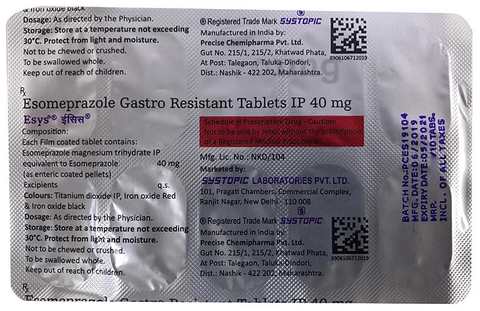 & Iron oxide black
Dosage: As directed by the Physician.
Storage: Store at a temperature not exceeding
30°C. Protect from light and moisture.
Not to be chewed or crushed.
To be swallowed whole.
Keep out of reach of children.
® Registered Trade Mark SYSTOPIC
Manufactured in India by:
Precise Chemipharma Pvt. Ltd.
Gut No. 215/1, 215/2, Khatwad Phata,
At Post: Talegaon, Taluka-Dindori,
Dist.: Nashik - 422 202, Maharashtra.
8906106712019
Rx
Esomeprazole Gastro Resistant Tablets IP 40 mg
Esys® ईसिस®
Composition:
Each Film coated tablet contains:
Esomeprazole magnesium trihydrate IP
equivalent to Esomeprazole 40 mg
(as enteric coated pellets)
Excipients q.s.
Colours: Titanium dioxide IP, Iron oxide Red
& Iron oxide black
Dosage: As directed by the Physician.
Storage: Store at a temperature not exceeding
30°C. Protect from light and moisture.
Not to be chewed or crushed.
To be swallowed whole.
Keep out of reach of children.
Schedule H Prescription Drug - Caution:
Not to be sold by retail without the prescription
of a Registered Medical Practitioner.
Mfg. Lic. No.: NKD/104
Marketed by:
SYSTOPIC LABORATORIES PVT. LTD.
101, Pragati Chambers, Commercial Complex,
Ranjit Nagar, New Delhi - 110 008
® Registered Trade Mark SYSTOPIC
Manufactured in India by:
Precise Chemipharma Pvt. Ltd.
Gut No. 215/1, 215/2, Khatwad Phata,
At Post: Talegaon, Taluka-Dindori,
Dist.: Nashik - 422 202, Maharashtra.
8906106712019
BATCH NO: PCES19104
MFG. DATE: 06/2019
EXPIRY DATE: 05/2021
MRP. 10 TABS.
INCL. OF ALL TAXES
Rx
Esomeprazole Gastro Resistant Tablets IP 40 mg